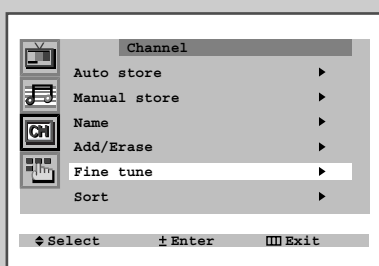 Channel
Auto store
Manual store
Name
CH
Add/Erase
Fine tune
Sort
Select ± Enter Exit